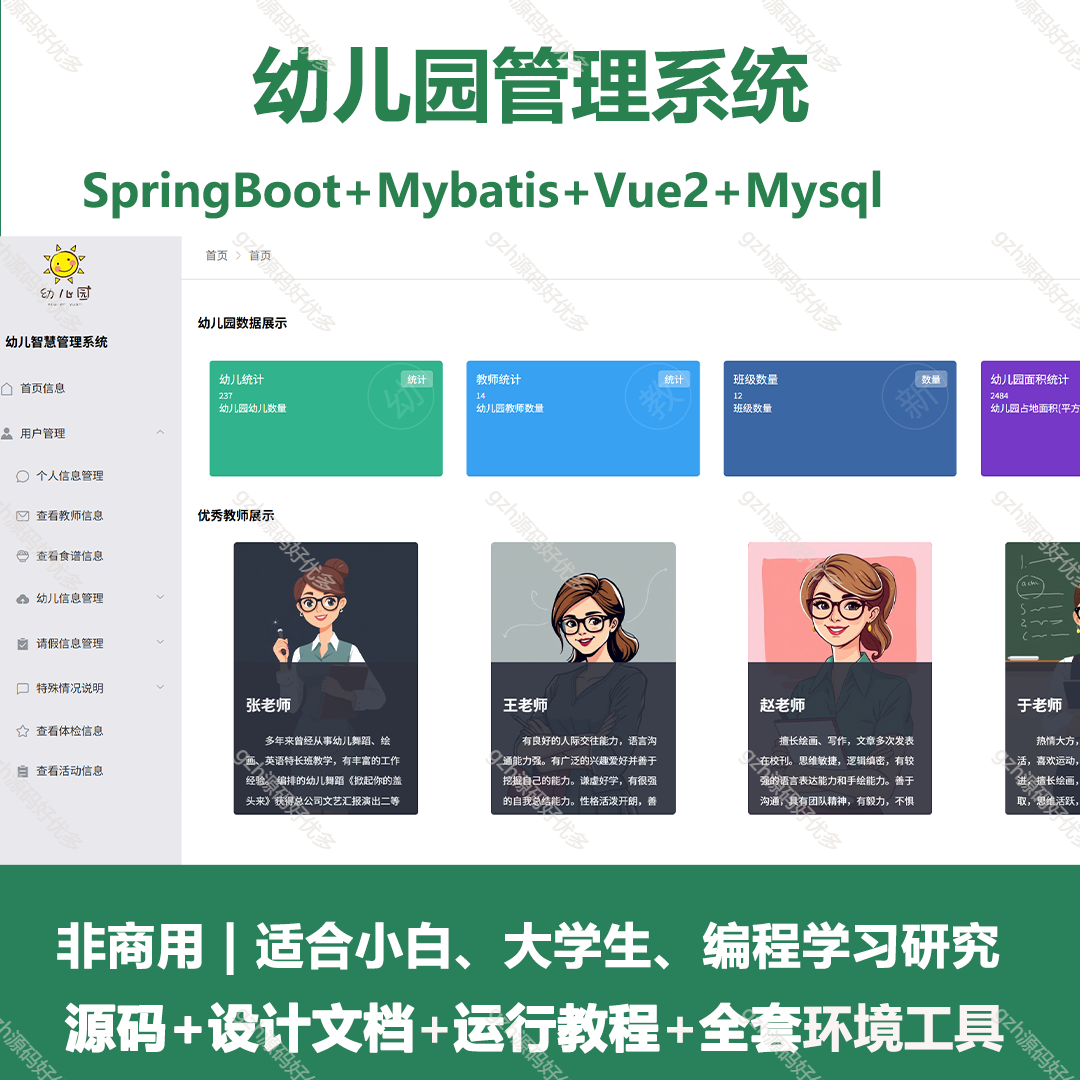 幼儿园管理系统
SpringBoot+Mybatis+Vue2+Mysql
幼儿园
首页 > 首页
幼儿智慧管理系统
首页信息
用户管理
个人信息管理
查看教师信息
查看食谱信息
幼儿信息管理
请假信息管理
特殊情况说明
查看体检信息
查看活动信息
幼儿园数据展示
幼儿统计
统计
237
幼儿园幼儿数量
幼
教师统计
统计
14
幼儿园教师数量
教
班级数量
数量
12
班级数量
新
幼儿园面积统计
2484
幼儿园占地面积(平方
优秀教师展示
张老师
多年来曾经从事幼儿舞蹈、绘
画、英语特长班教学，有丰富的工作
经验。编排的幼儿舞蹈《掀起你的盖
头来》获得总公司文艺汇报演出二等
王老师
有良好的人际交往能力，语言沟
通能力强。有广泛的兴趣爱好并善于
挖掘自己的能力。谦虚好学，有很强
的自我总结能力。性格活泼开朗，善
赵老师
擅长绘画、写作，文章多次发表
在校刊。思维敏捷，逻辑缜密，有较
强的语言表达能力和手绘能力。善于
沟通，具有团队精神，有毅力，不惧
于老师
热情大方，
活，喜欢运动，
进，擅长绘画，
取，思维活跃，
非商用 | 适合小白、大学生、编程学习研究
源码+设计文档+运行教程+全套环境工具
gzh源码好优多